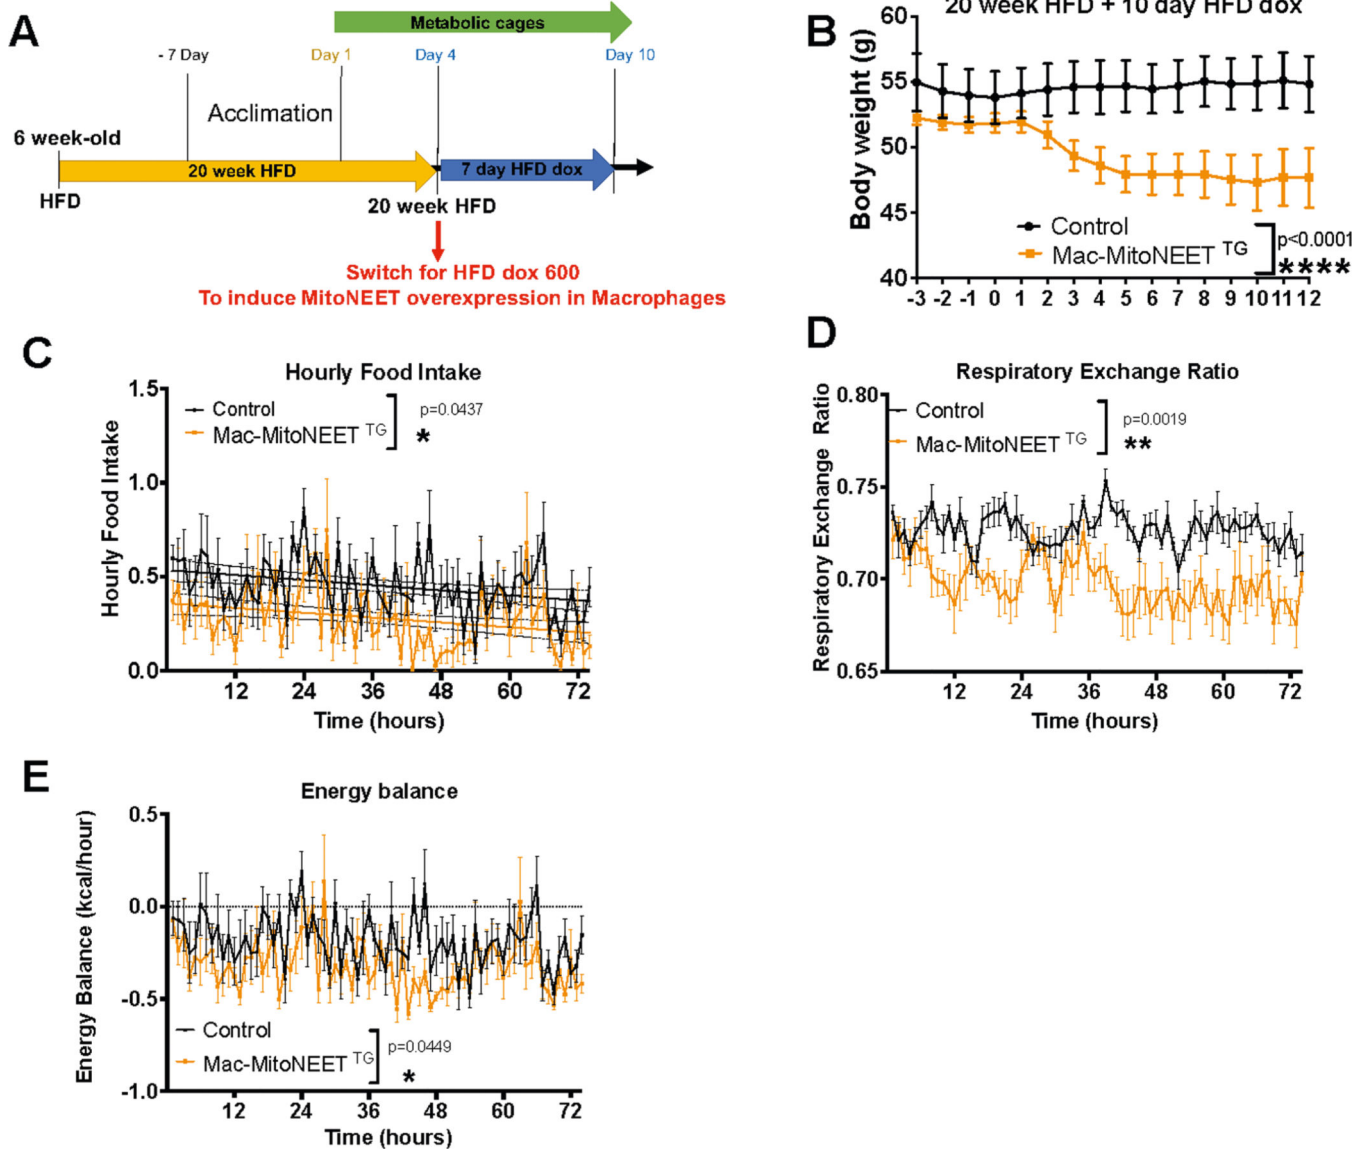 A
Metabolic cages
- 7 Day
Day 1
Day 4
Day 10
Acclimation
6 week-old
20 week HFD
7 day HFD dox
HFD
20 week HFD
Switch for HFD dox 600
To induce MitoNEET overexpression in Macrophages
B
20 week HFD + 10 day HFD dox
Body weight (g)
60
55
50
45
40
Control
Mac-MitoNEET TG
p<0.0001
****
-3 -2 -1 0 1 2 3 4 5 6 7 8 9 10 11 12
C
Hourly Food Intake
Hourly Food Intake
1.5
1.0
0.5
0.0
Control
Mac-MitoNEET TG
p=0.0437
*
12 24 36 48 60 72
Time (hours)
D
Respiratory Exchange Ratio
Respiratory Exchange Ratio
0.80
0.75
0.70
0.65
Control
Mac-MitoNEET TG
p=0.0019
**
12 24 36 48 60 72
Time (hours)
E
Energy balance
Energy Balance (kcal/hour)
0.5
0.0
-0.5
-1.0
Control
Mac-MitoNEET TG
p=0.0449
*
12 24 36 48 60 72
Time (hours)